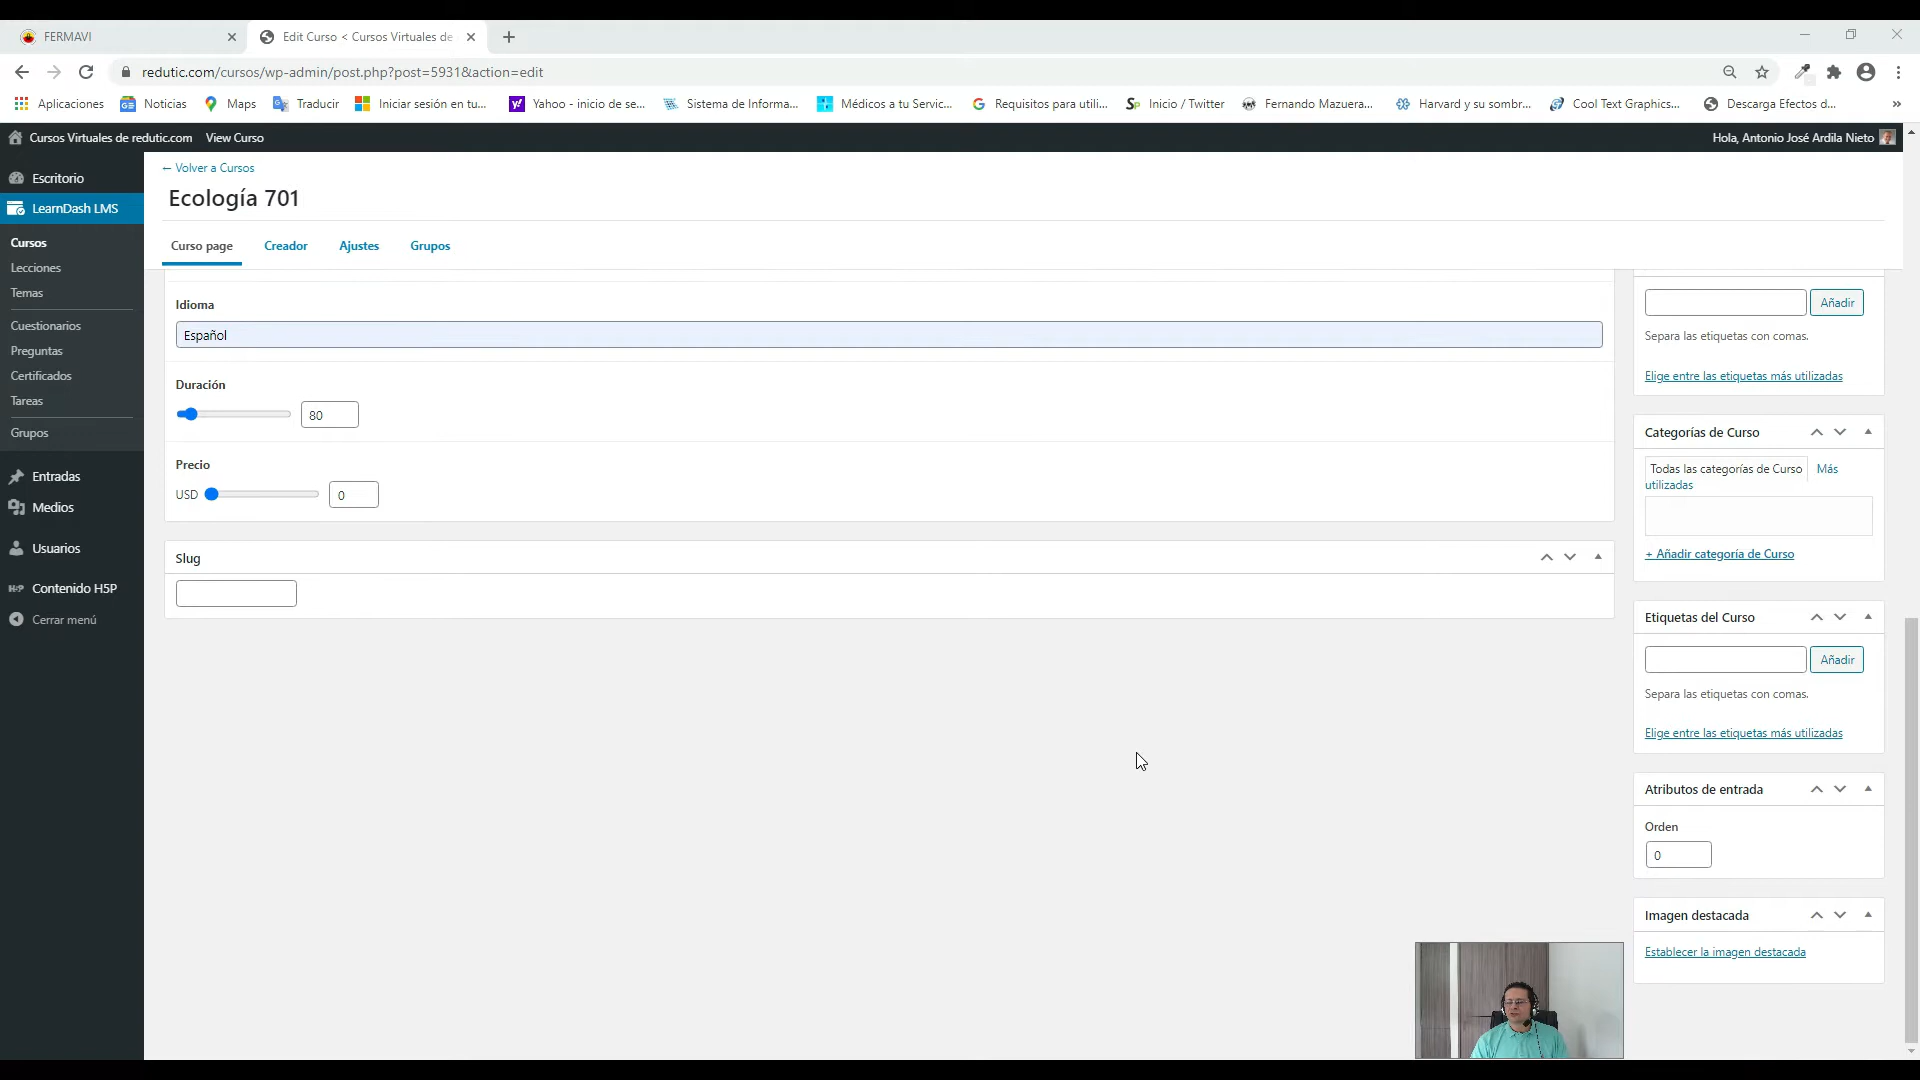 FERMAVI
Edit Curso < Cursos Virtuales de
redutic.com/cursos/wp-admin/post.php?post=5931&action=edit
Aplicaciones
Noticias
Maps
Traducir
Iniciar sesión en tu...
Yahoo - inicio de se...
Sistema de Informa...
Médicos a tu Servic...
Requisitos para utili...
Inicio / Twitter
Fernando Mazuera...
Harvard y su sombr...
Cool Text Graphics...
Descarga Efectos d...
»
Cursos Virtuales de redutic.com
View Curso
Hola, Antonio José Ardila Nieto
Escritorio
LearnDash LMS
Cursos
Lecciones
Temas
Cuestionarios
Preguntas
Certificados
Tareas
Grupos
Entradas
Medios
Usuarios
H5P Contenido H5P
Cerrar menú
← Volver a Cursos
Ecología 701
Curso page
Creador
Ajustes
Grupos
Idioma
Español
Duración
80
Precio
USD
0
Slug
Añadir
Separa las etiquetas con comas.
Elige entre las etiquetas más utilizadas
Categorías de Curso
Todas las categorías de Curso
Más
utilizadas
+ Añadir categoría de Curso
Etiquetas del Curso
Añadir
Separa las etiquetas con comas.
Elige entre las etiquetas más utilizadas
Atributos de entrada
Orden
0
Imagen destacada
Establecer la imagen destacada